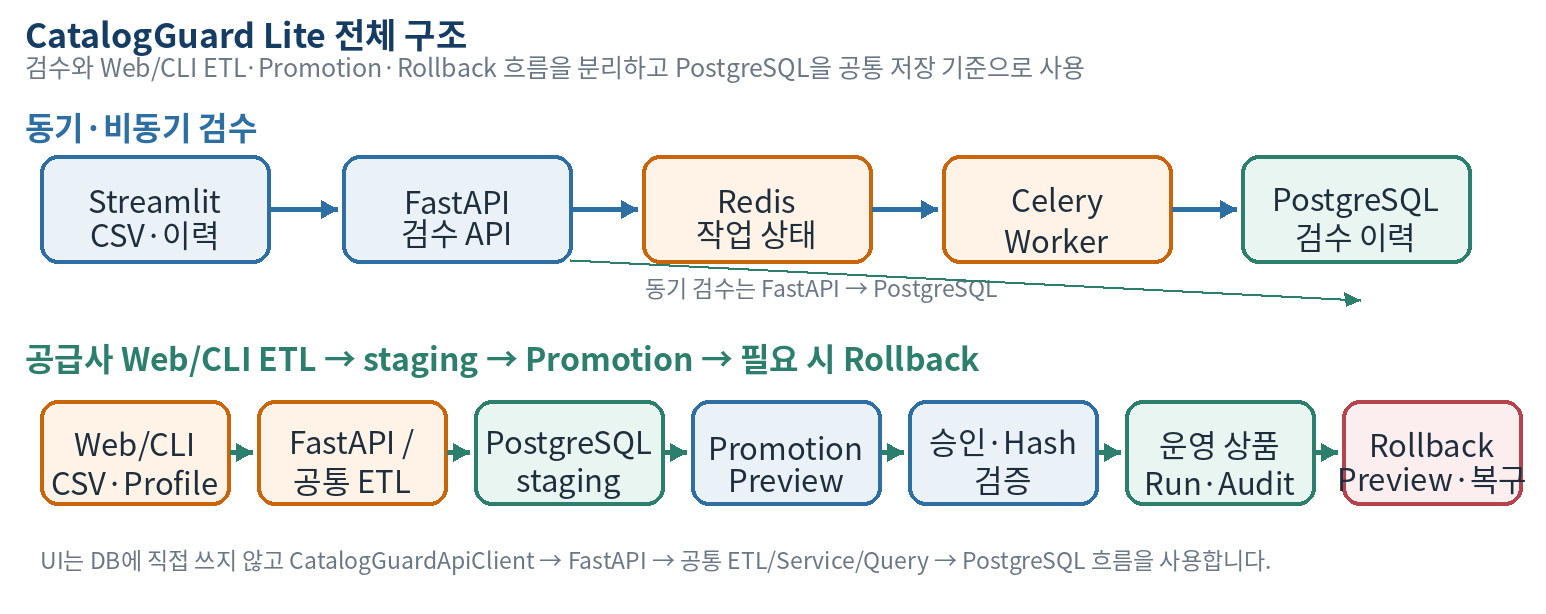 CatalogGuard Lite 전체 구조
검수와 Web/CLI ETL·Promotion·Rollback 흐름을 분리하고 PostgreSQL을 공통 저장 기준으로 사용
동기·비동기 검수
Streamlit
CSV·이력
FastAPI
검수 API
Redis
작업 상태
Celery
Worker
PostgreSQL
검수 이력
동기 검수는 FastAPI → PostgreSQL
공급사 Web/CLI ETL → staging → Promotion → 필요 시 Rollback
Web/CLI
CSV·Profile
FastAPI /
공통 ETL
PostgreSQL
staging
Promotion
Preview
승인·Hash
검증
운영 상품
Run·Audit
Rollback
Preview·복구
UI는 DB에 직접 쓰지 않고 CatalogGuardApiClient → FastAPI → 공통 ETL/Service/Query → PostgreSQL 흐름을 사용합니다.